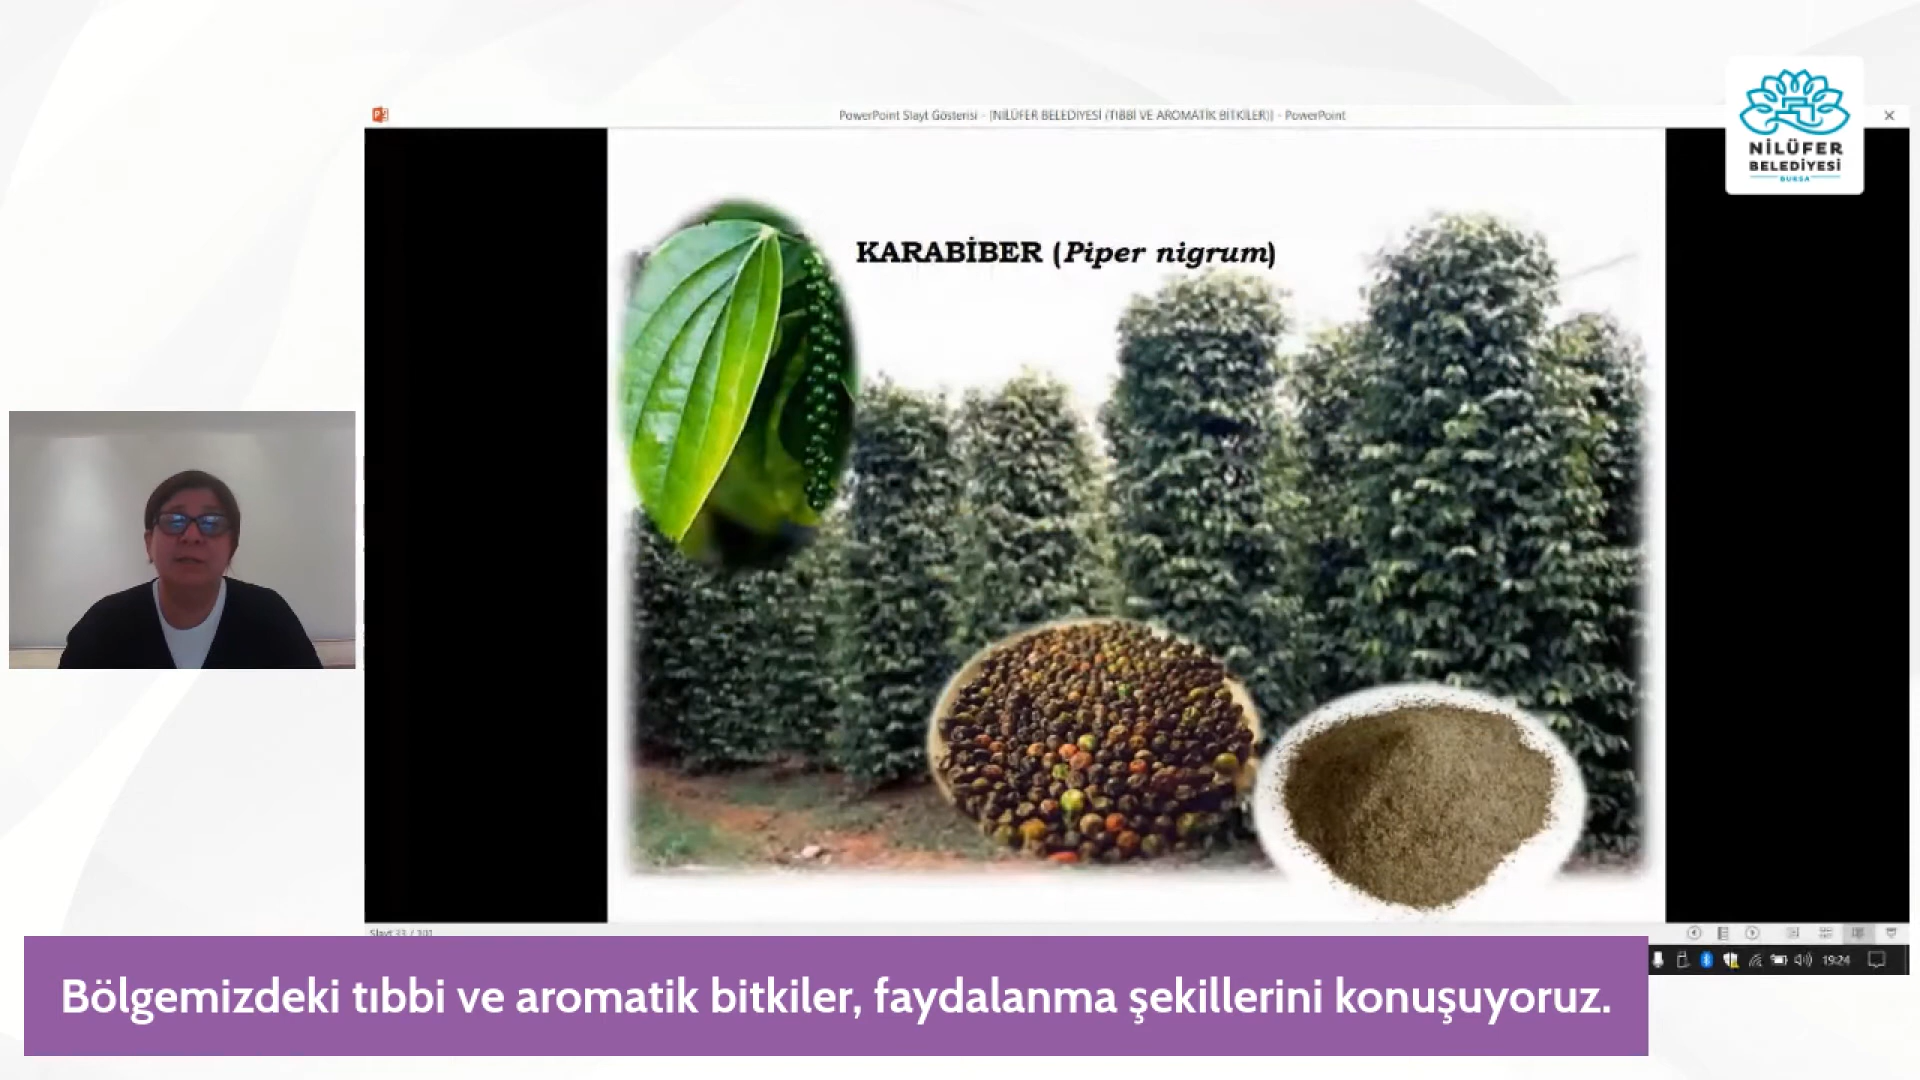 PowerPoint Slayt Gösterisi - [NİLÜFER BELEDİYESİ (TIBBİ VE AROMATİK BİTKİLER)] - PowerPoint
NİLÜFER
BELEDİYESİ
BURSA
KARABİBER (Piper nigrum)
Slayt 33 / 101
19:24
Bölgemizdeki tıbbi ve aromatik bitkiler, faydalanma şekillerini konuşuyoruz.